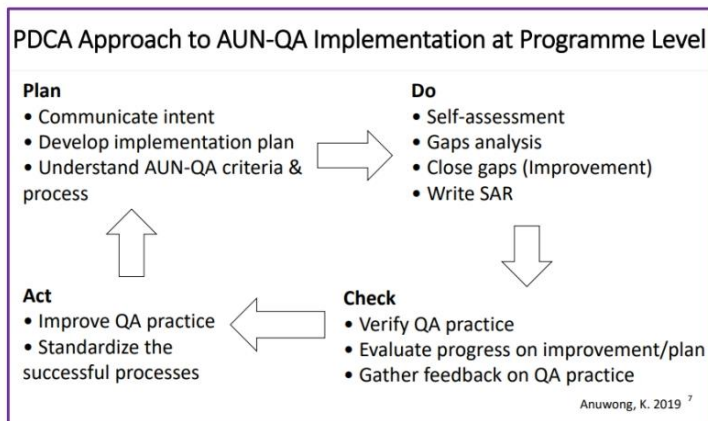 PDCA Approach to AUN-QA Implementation at Programme Level
Plan
• Communicate intent
• Develop implementation plan
• Understand AUN-QA criteria &
process
Do
• Self-assessment
• Gaps analysis
• Close gaps (Improvement)
• Write SAR
Act
• Improve QA practice
• Standardize the
successful processes
Check
• Verify QA practice
• Evaluate progress on improvement/plan
• Gather feedback on QA practice
Anuwong, K. 2019 7